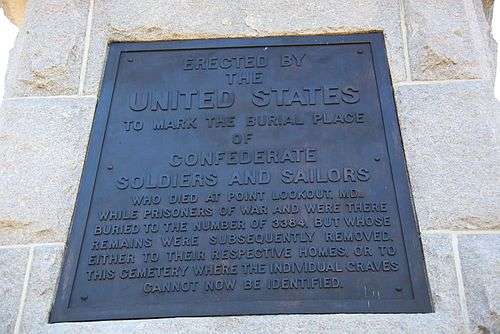 ERECTED BY
THE
UNITED STATES
TO MARK THE BURIAL PLACE
OF
CONFEDERATE
SOLDIERS AND SAILORS
WHO DIED AT POINT LOOKOUT, MD.,
WHILE PRISONERS OF WAR AND WERE THERE
BURIED TO THE NUMBER OF 3384, BUT WHOSE
REMAINS WERE SUBSEQUENTLY REMOVED,
EITHER TO THEIR RESPECTIVE HOMES, OR TO
THIS CEMETERY WHERE THE INDIVIDUAL GRAVES
CANNOT NOW BE IDENTIFIED.